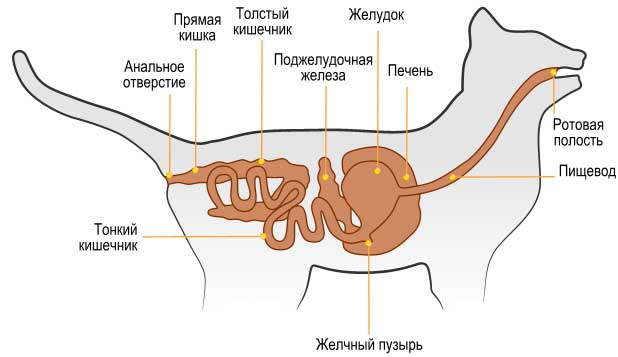 Анальное
отверстие
Прямая
кишка
Толстый
кишечник
Поджелудочная
железа
Желудок
Печень
Ротовая
полость
Пищевод
Тонкий
кишечник
Желчный пузырь